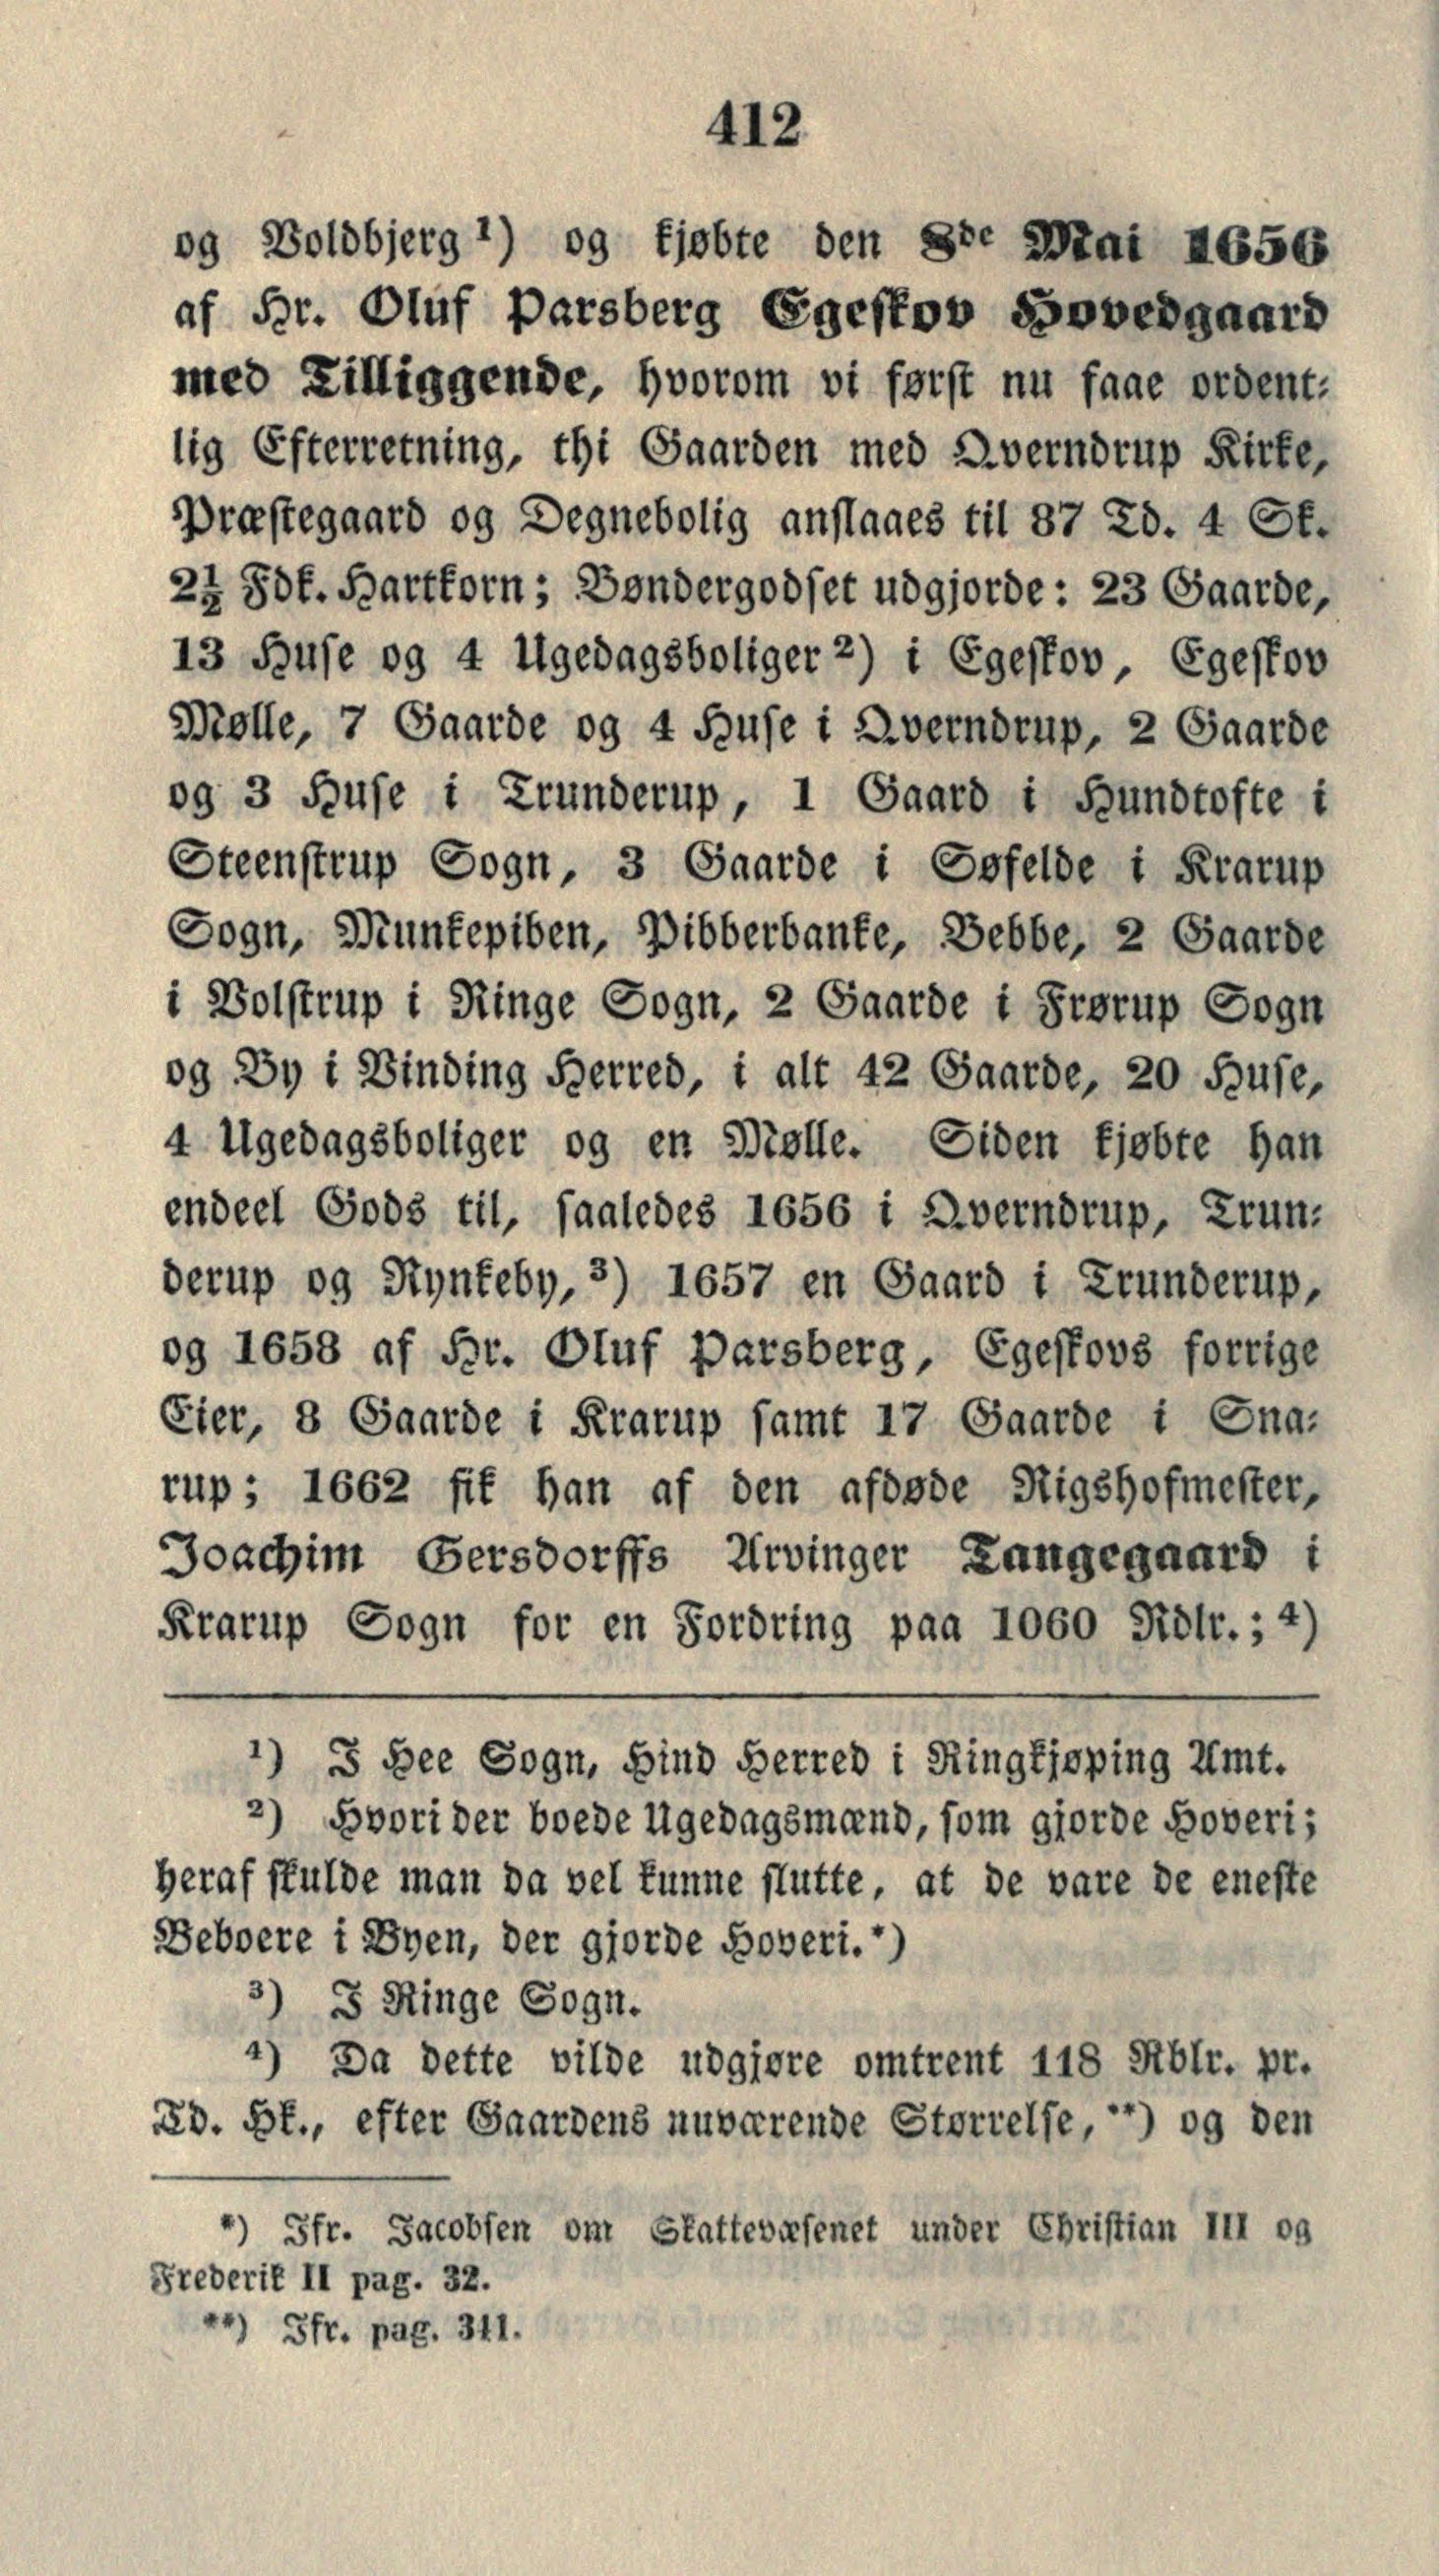 412
og Voldbjerg ¹) og kjøbte den 8de Mai 1656
af Hr. Oluf Parsberg Egeskov Hovedgaard
med Tilliggende, hvorom vi først nu faae ordent-
lig Efterretning, thi Gaarden med Qverndrup Kirke,
Præstegaard og Degnebolig anslaaes til 87 Td. 4 Sk.
2½ Fdk. Hartkorn; Bøndergodset udgjorde: 23 Gaarde,
13 Huse og 4 Ugedagsboliger ²) i Egeskov, Egeskov
Mølle, 7 Gaarde og 4 Huse i Qverndrup, 2 Gaarde
og 3 Huse i Trunderup, 1 Gaard i Hundtofte i
Steenstrup Sogn, 3 Gaarde i Søfelde i Krarup
Sogn, Munkepiben, Pibberbanke, Bebbe, 2 Gaarde
i Volstrup i Ringe Sogn, 2 Gaarde i Frørup Sogn
og By i Vinding Herred, i alt 42 Gaarde, 20 Huse,
4 Ugedagsboliger og en Mølle. Siden kjøbte han
endeel Gods til, saaledes 1656 i Qverndrup, Trun-
derup og Rynkeby, ³) 1657 en Gaard i Trunderup,
og 1658 af Hr. Oluf Parsberg, Egeskovs forrige
Eier, 8 Gaarde i Krarup samt 17 Gaarde i Sna-
rup; 1662 fik han af den afdøde Rigshofmester,
Joachim Gersdorffs Arvinger Tangegaard i
Krarup Sogn for en Fordring paa 1060 Rdlr.; ⁴)
¹) I Hee Sogn, Hind Herred i Ringkjøping Amt.
²) Hvori der boede Ugedagsmænd, som gjorde Hoveri;
heraf skulde man da vel kunne slutte, at de vare de eneste
Beboere i Byen, der gjorde Hoveri. *)
³) I Ringe Sogn.
⁴) Da dette vilde udgjøre omtrent 118 Rblr. pr.
Td. Hk., efter Gaardens nuværende Størrelse, **) og den
*) Jfr. Jacobsen om Skattevæsenet under Christian III og
Frederik II pag. 32.
**) Jfr. pag. 311.